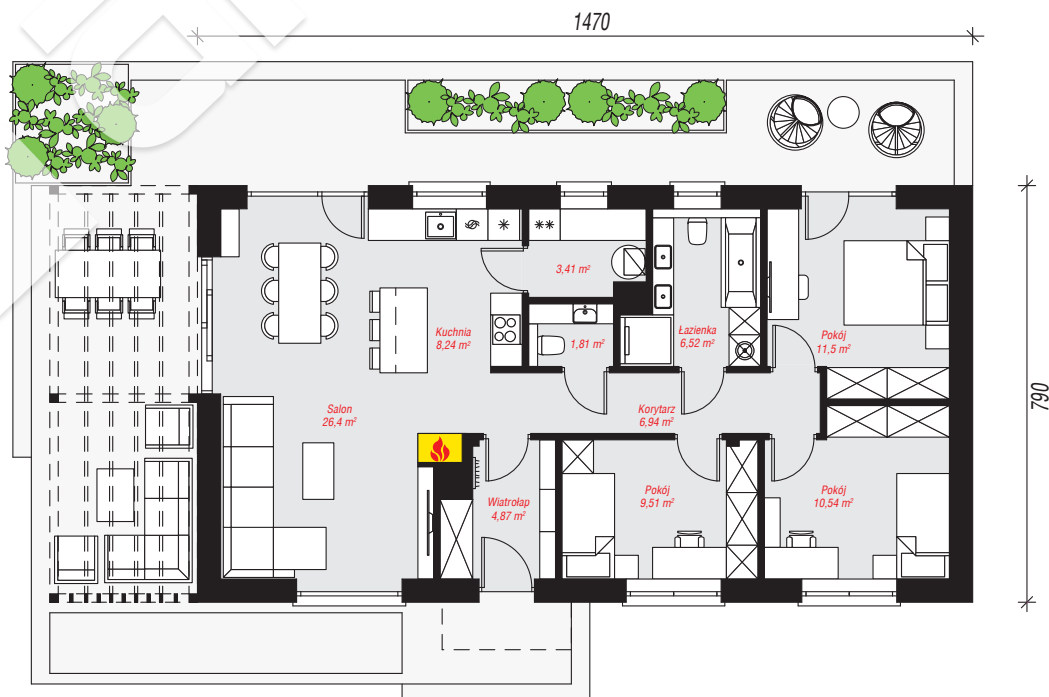 1470
3,41 m²
Kuchnia
8,24 m²
1,81 m²
Łazienka
6,52 m²
Pokój
11,5 m²
790
Salon
26,4 m²
Korytarz
6,94 m²
Wiatrołap
4,87 m²
Pokój
9,51 m²
Pokój
10,54 m²